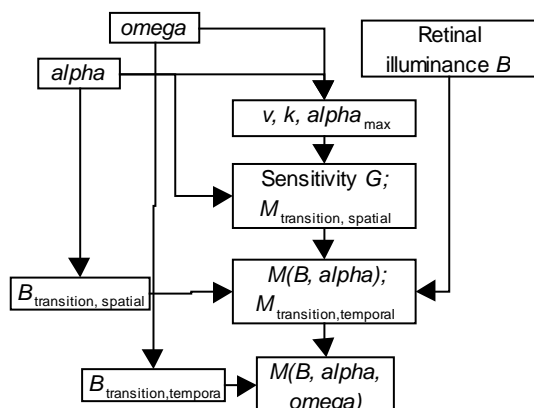 omega
alpha
Retinal
illuminance B
v, k, alpha max
Sensitivity G;
M transition, spatial
B transition, spatial
M(B, alpha);
M transition,temporal
B transition,tempora
M(B, alpha,
omega)